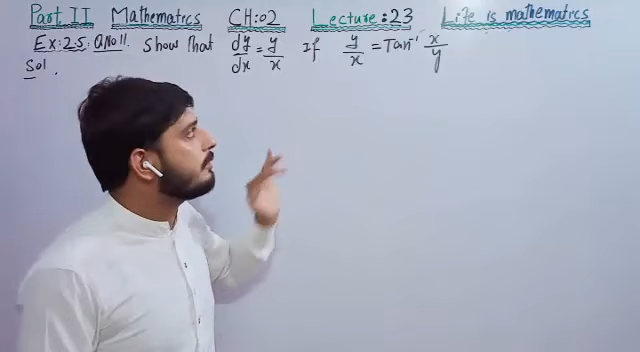 Part II Mathematics CH:02 Lecture:23 Life is mathematics
Ex:2.5: QNo11. Show that dy/dx = y/x If y/x = Tan⁻¹ x/y
Sol.